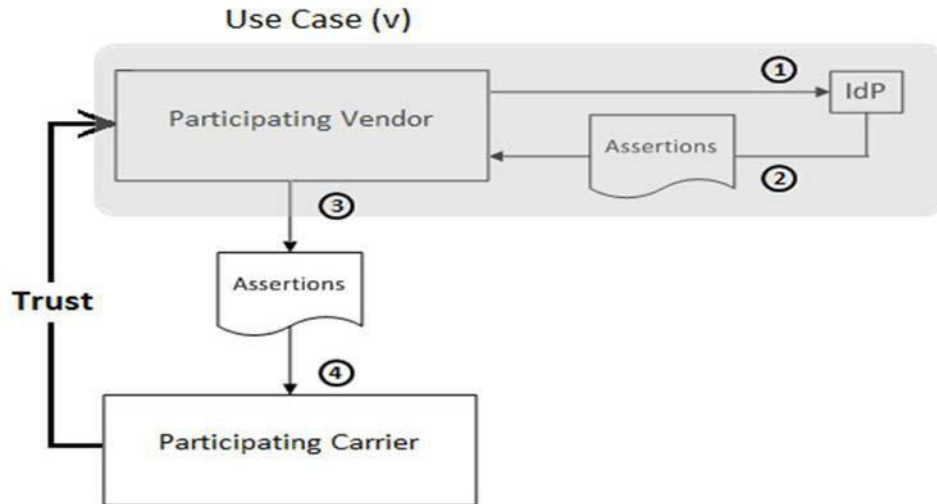 Use Case (v)
1
IdP
Participating Vendor
Assertions
2
3
Assertions
Trust
4
Participating Carrier